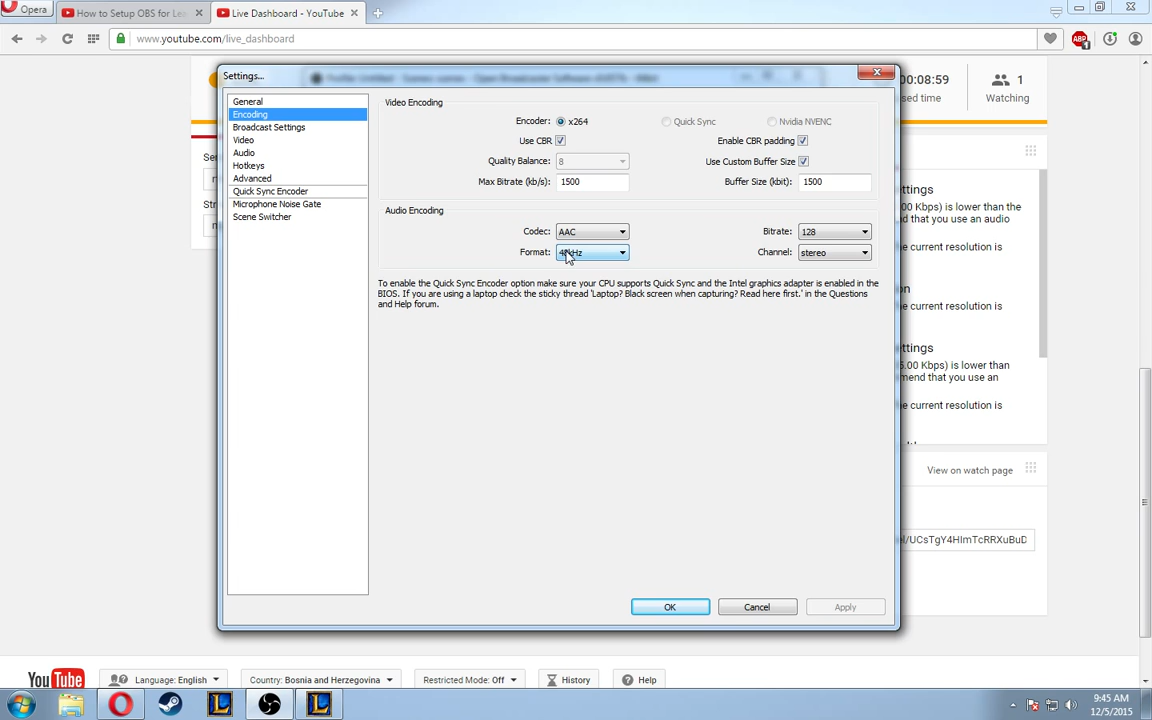 Opera
How to Setup OBS for Le
Live Dashboard - YouTube
www.youtube.com/live_dashboard
ABP
1
Settings...
00:08:59
sed time
1
Watching
General
Encoding
Broadcast Settings
Video
Audio
Hotkeys
Advanced
Quick Sync Encoder
Microphone Noise Gate
Scene Switcher
Video Encoding
Encoder: x264 Quick Sync Nvidia NVENC
Use CBR Enable CBR padding
Quality Balance: 8 Use Custom Buffer Size
Max Bitrate (kb/s): 1500 Buffer Size (kbit): 1500
Audio Encoding
Codec: AAC Bitrate: 128
Format: Channel: stereo
To enable the Quick Sync Encoder option make sure your CPU supports Quick Sync and the Intel graphics adapter is enabled in the
BIOS. If you are using a laptop check the sticky thread 'Laptop? Black screen when capturing? Read here first.' in the Questions
and Help forum.
OK Cancel Apply
Ser
Str
ettings
00 Kbps) is lower than the
d that you use an audio
e current resolution is
on
e current resolution is
ettings
5.00 Kbps) is lower than
mend that you use an
e current resolution is
View on watch page
el/UCsTgY4HImTcRRXuBuD
YouTube
Language: English
Country: Bosnia and Herzegovina
Restricted Mode: Off
History
Help
9:45 AM
12/5/2015